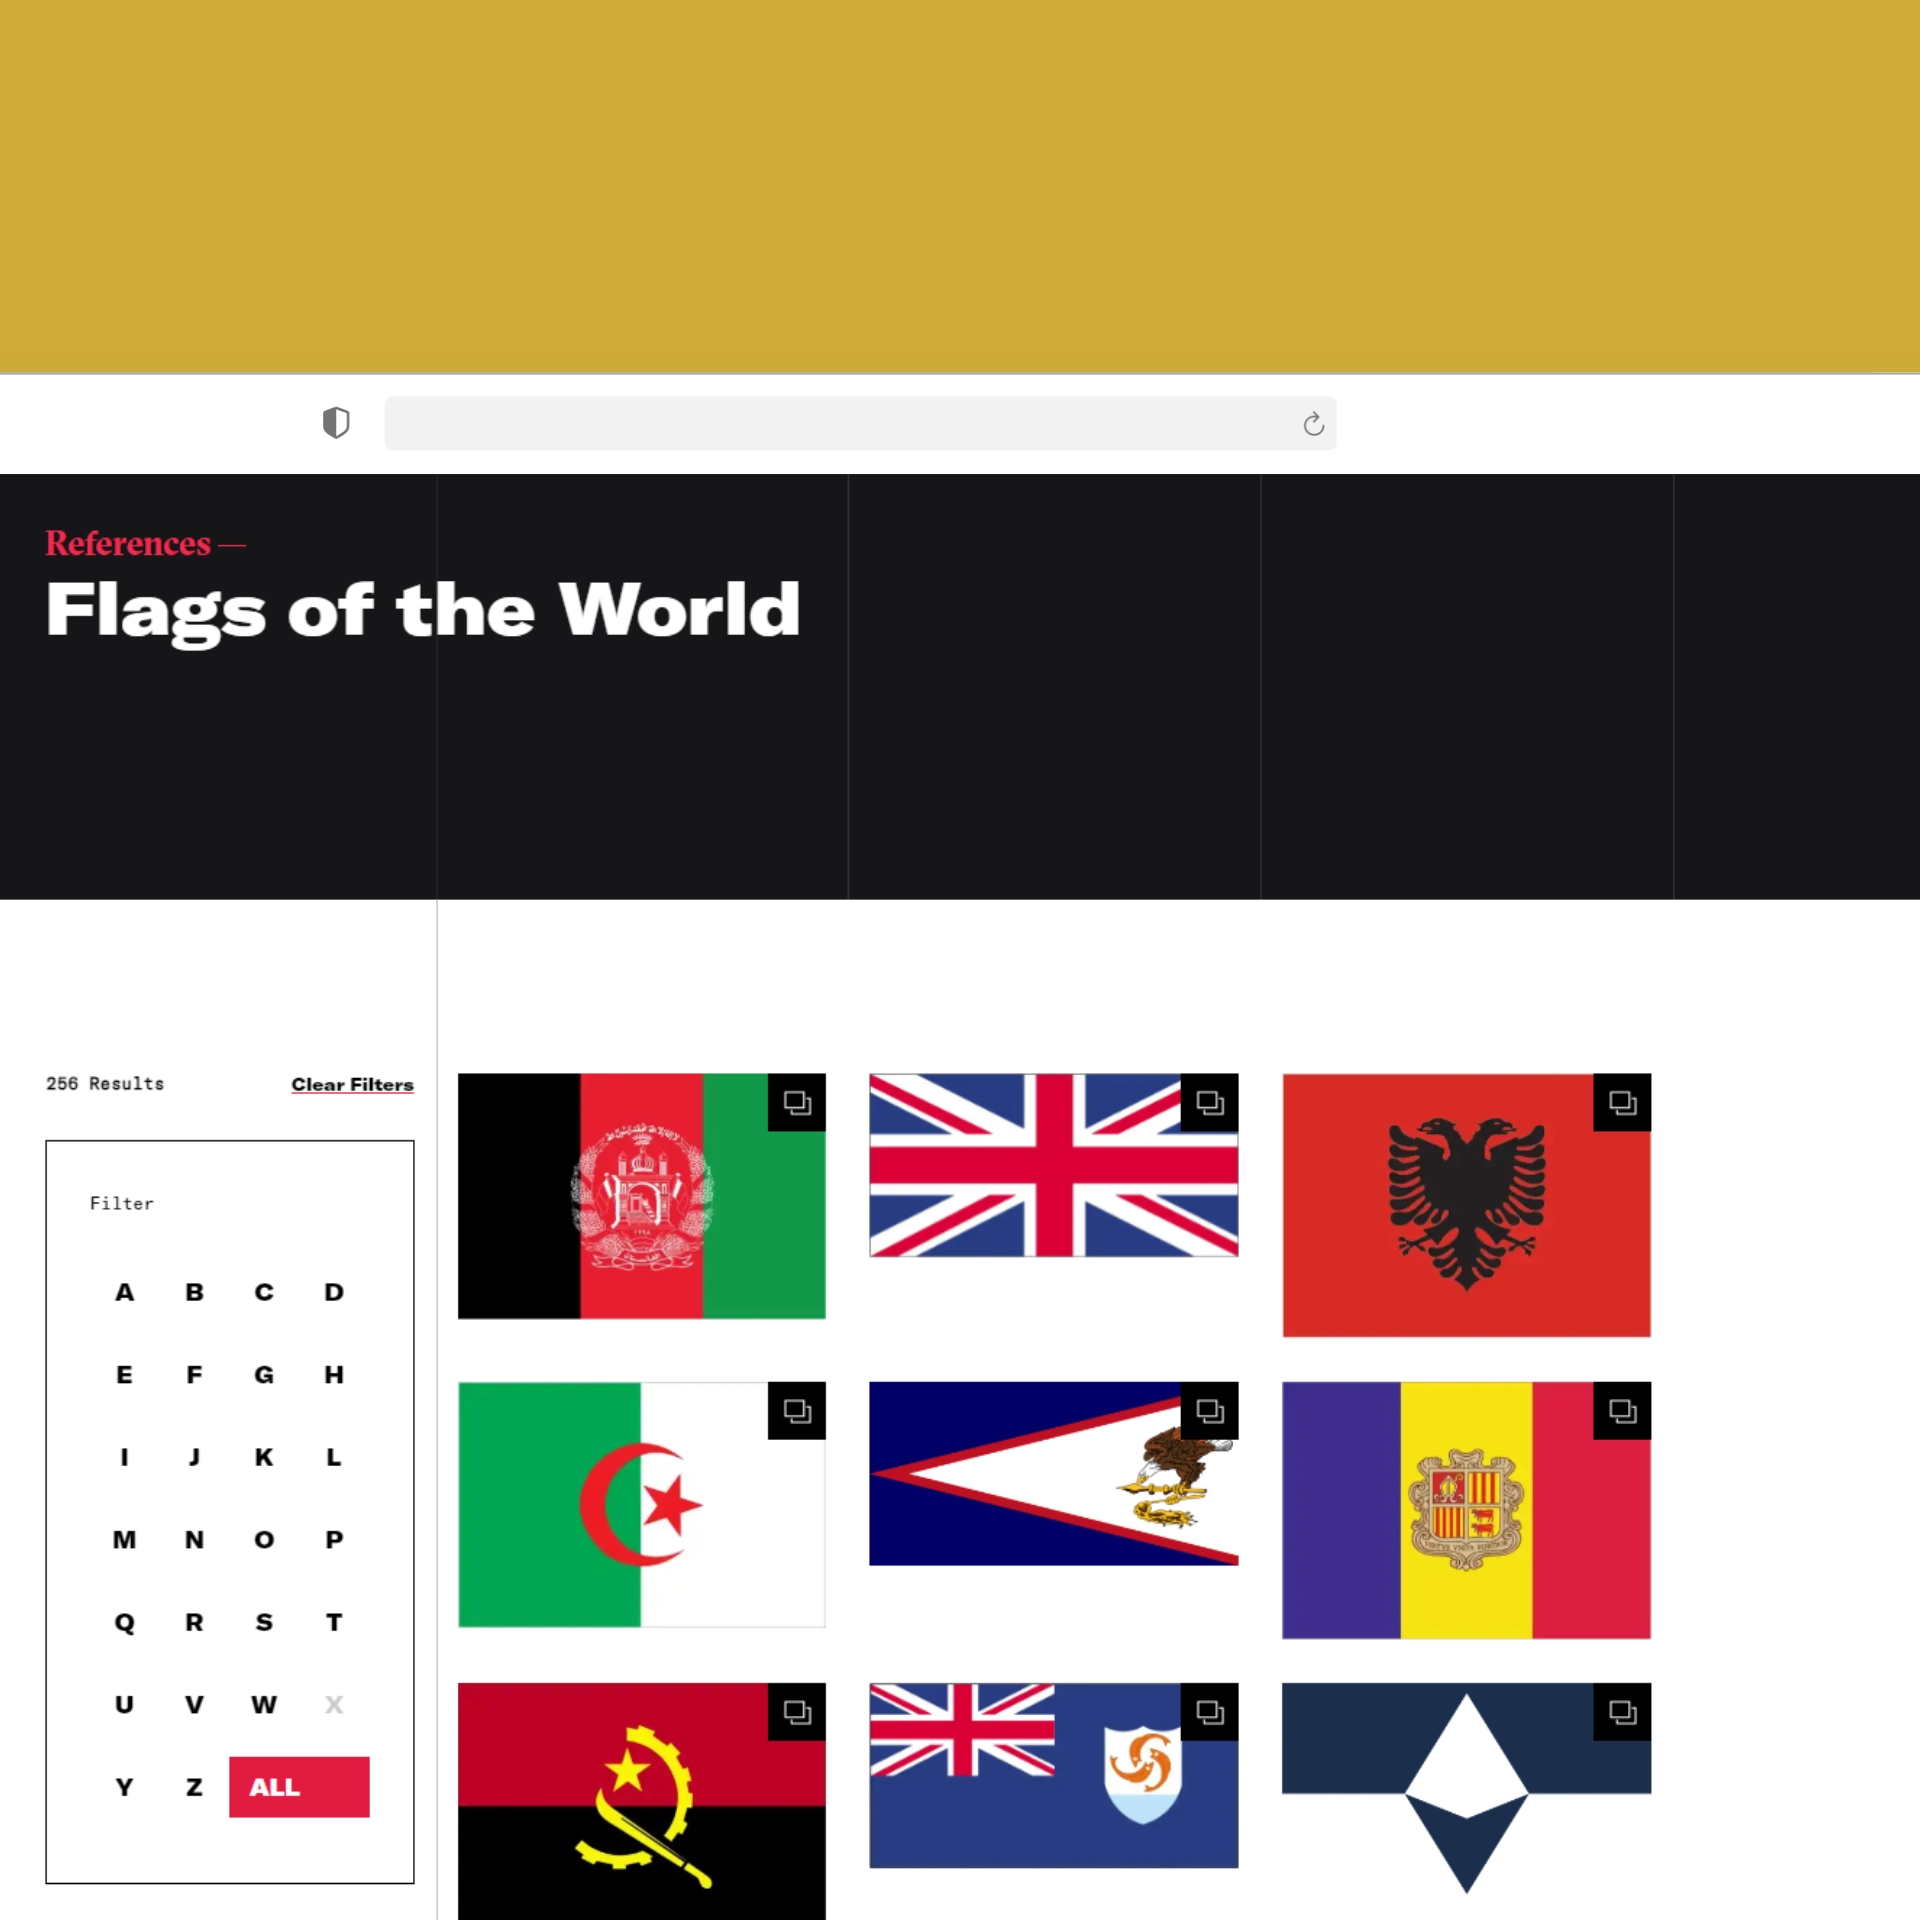 References —
Flags of the World
256 Results
Clear Filters
Filter
A B C D
E F G H
I J K L
M N O P
Q R S T
U V W X
Y Z ALL